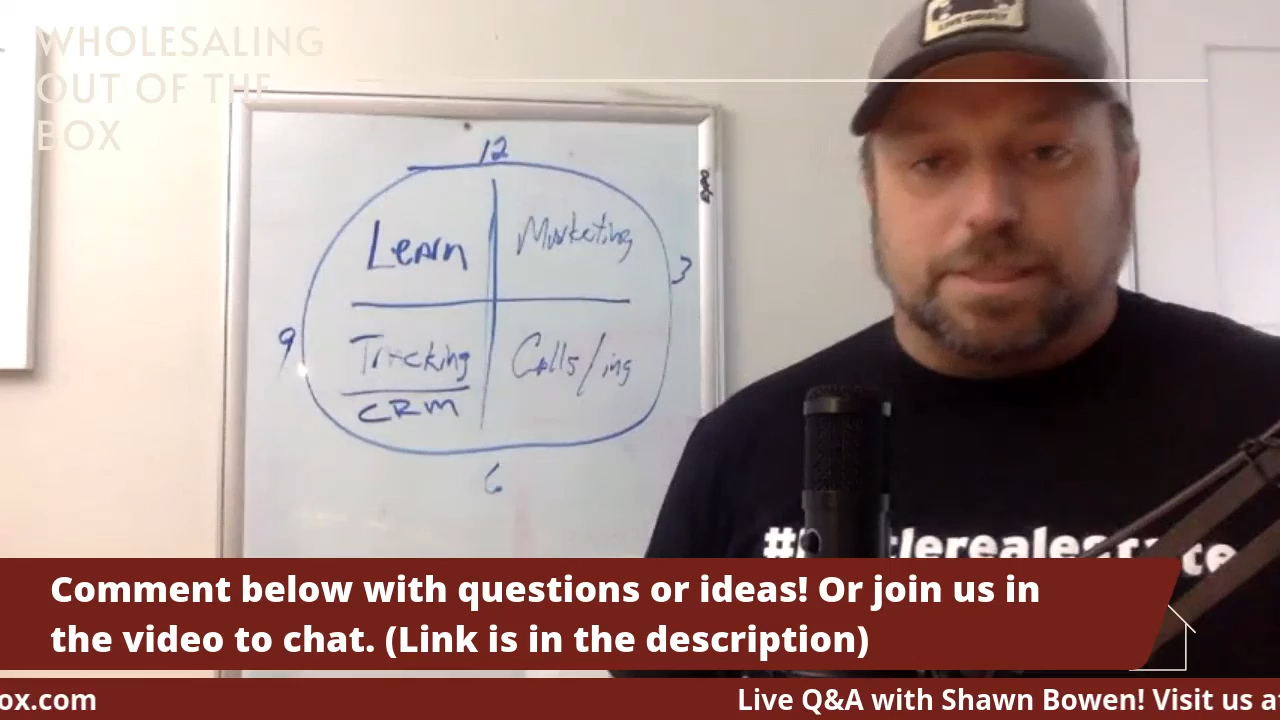 WHOLESALING
OUT OF THE
BOX
12
Learn Marketing
3
9
Tracking Calls/ing
CRM
6
Comment below with questions or ideas! Or join us in
the video to chat. (Link is in the description)
ox.com Live Q&A with Shawn Bowen! Visit us at